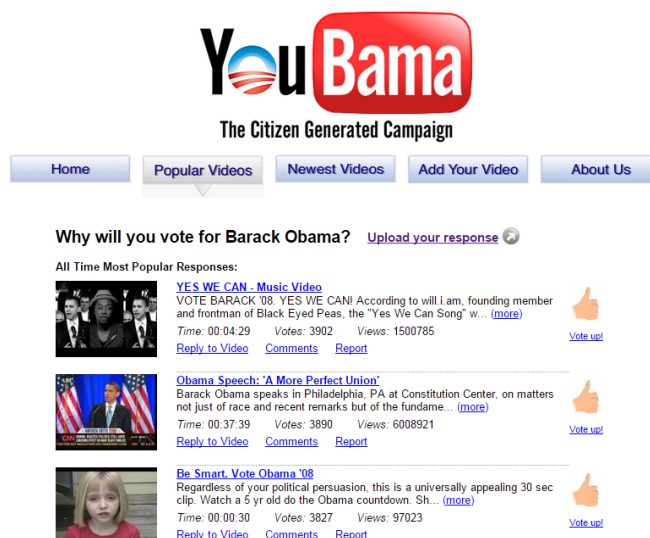 YouBama
The Citizen Generated Campaign
Home Popular Videos Newest Videos Add Your Video About Us
Why will you vote for Barack Obama? Upload your response
All Time Most Popular Responses:
YES WE CAN - Music Video
VOTE BARACK '08. YES WE CAN! According to will.i.am, founding member
and frontman of Black Eyed Peas, the "Yes We Can Song" w... (more)
Time: 00:04:29 Votes: 3902 Views: 1500785
Vote up!
Reply to Video Comments Report
Obama Speech: 'A More Perfect Union'
Barack Obama speaks in Philadelphia, PA at Constitution Center, on matters
not just of race and recent remarks but of the fundame... (more)
Time: 00:37:39 Votes: 3890 Views: 6008921
Vote up!
Reply to Video Comments Report
CNN
Be Smart. Vote Obama '08
Regardless of your political persuasion, this is a universally appealing 30 sec
clip. Watch a 5 yr old do the Obama countdown. Sh... (more)
Time: 00:00:30 Votes: 3827 Views: 97023
Vote up!
Reply to Video Comments Report